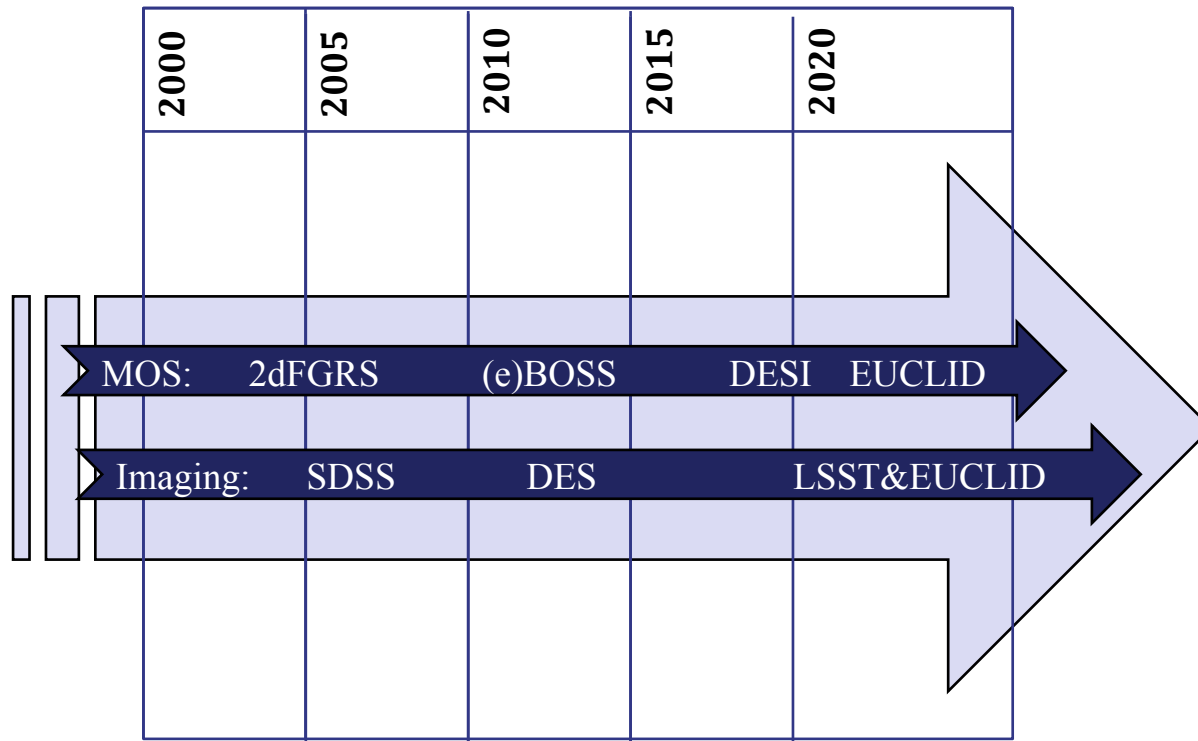 2000 2005 2010 2015 2020
MOS: 2dFGRS (e)BOSS DESI EUCLID
Imaging: SDSS DES LSST&EUCLID